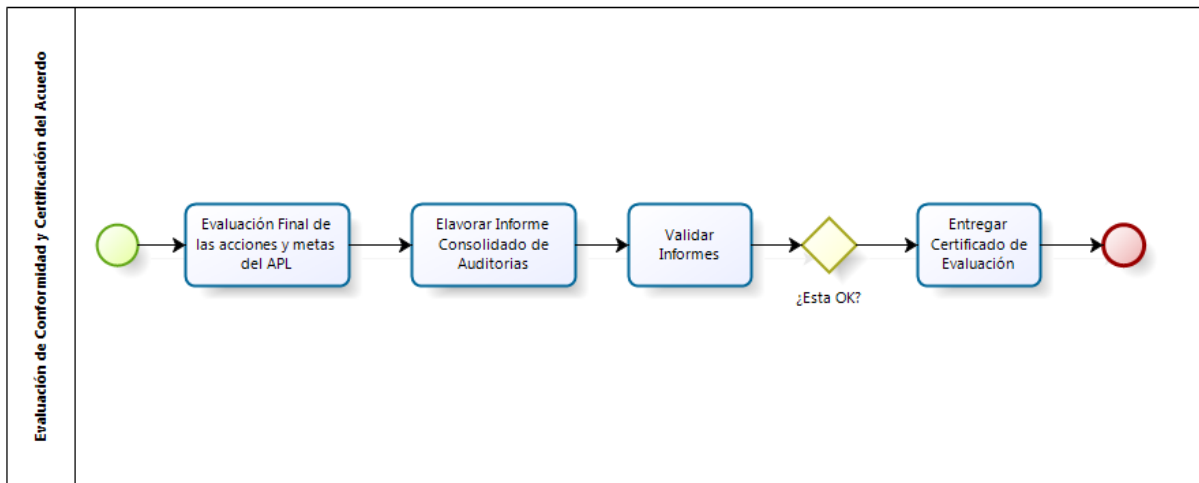 Evaluación de Conformidad y Certificación del Acuerdo
Evaluación Final de
las acciones y metas
del APL
Elavorar Informe
Consolidado de
Auditorias
Validar
Informes
¿Esta OK?
Entregar
Certificado de
Evaluación